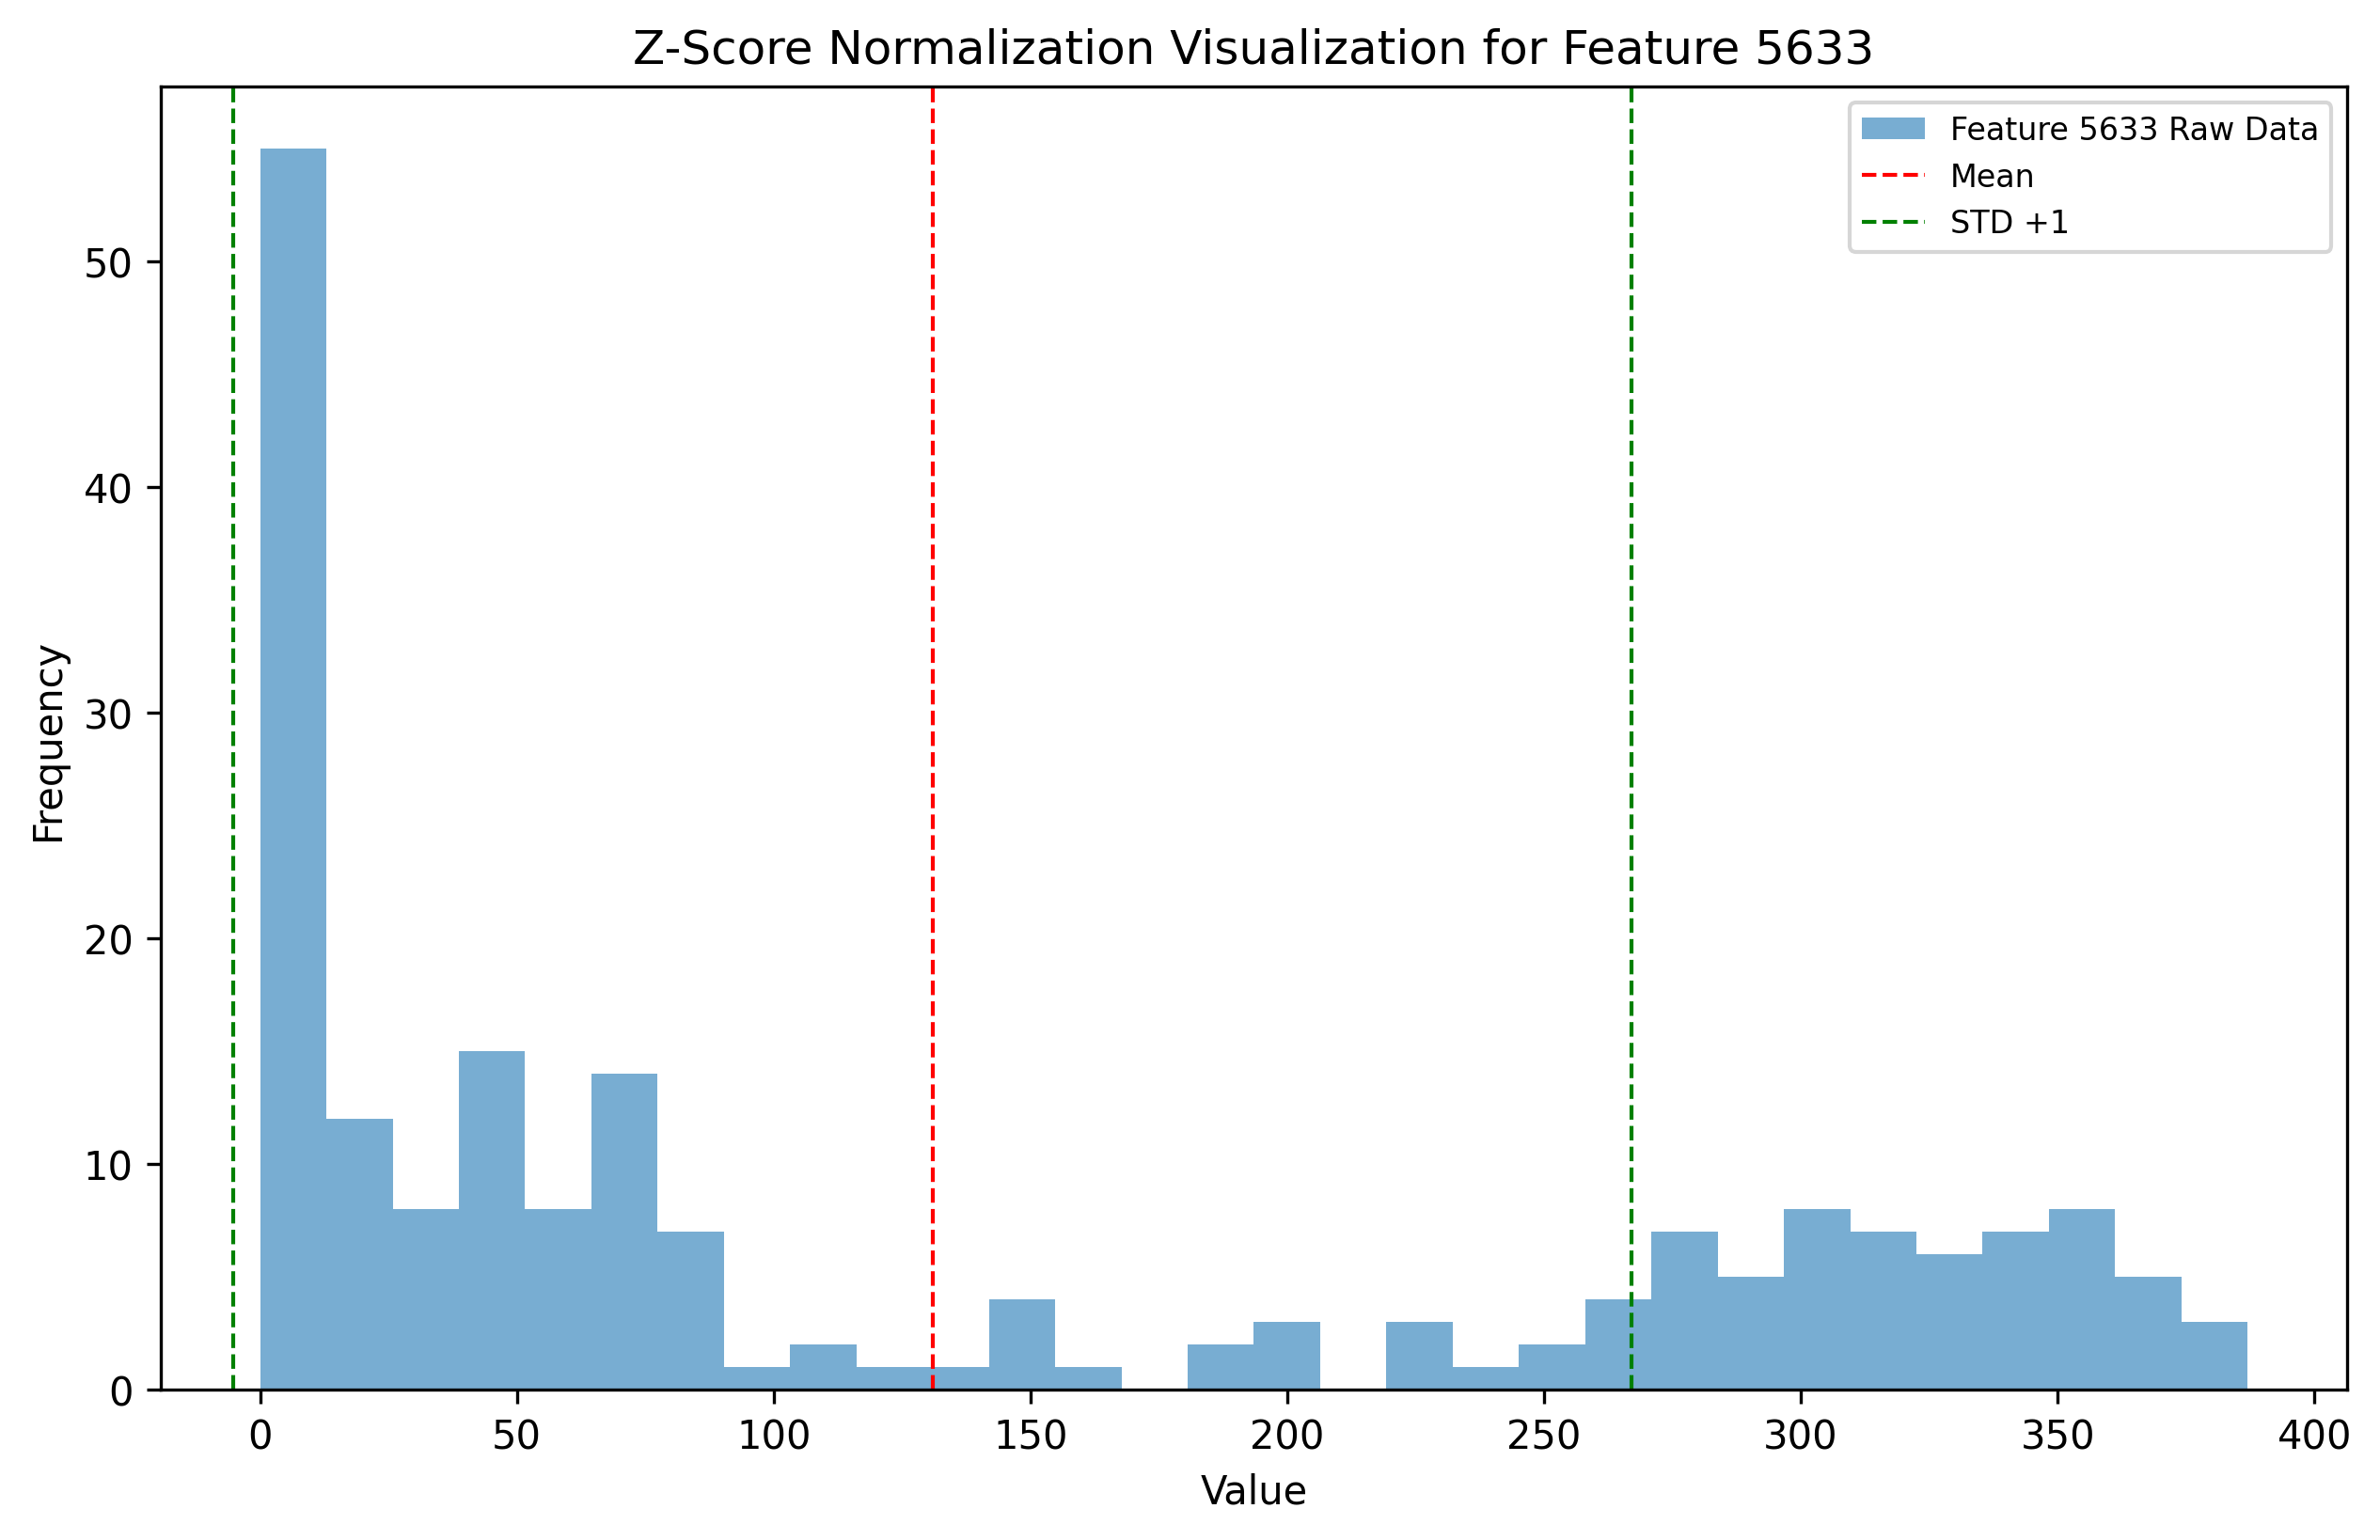 Z-Score Normalization Visualization for Feature 5633
Feature 5633 Raw Data
Mean
STD +1
Frequency
50
40
30
20
10
0
0 50 100 150 200 250 300 350 400
Value